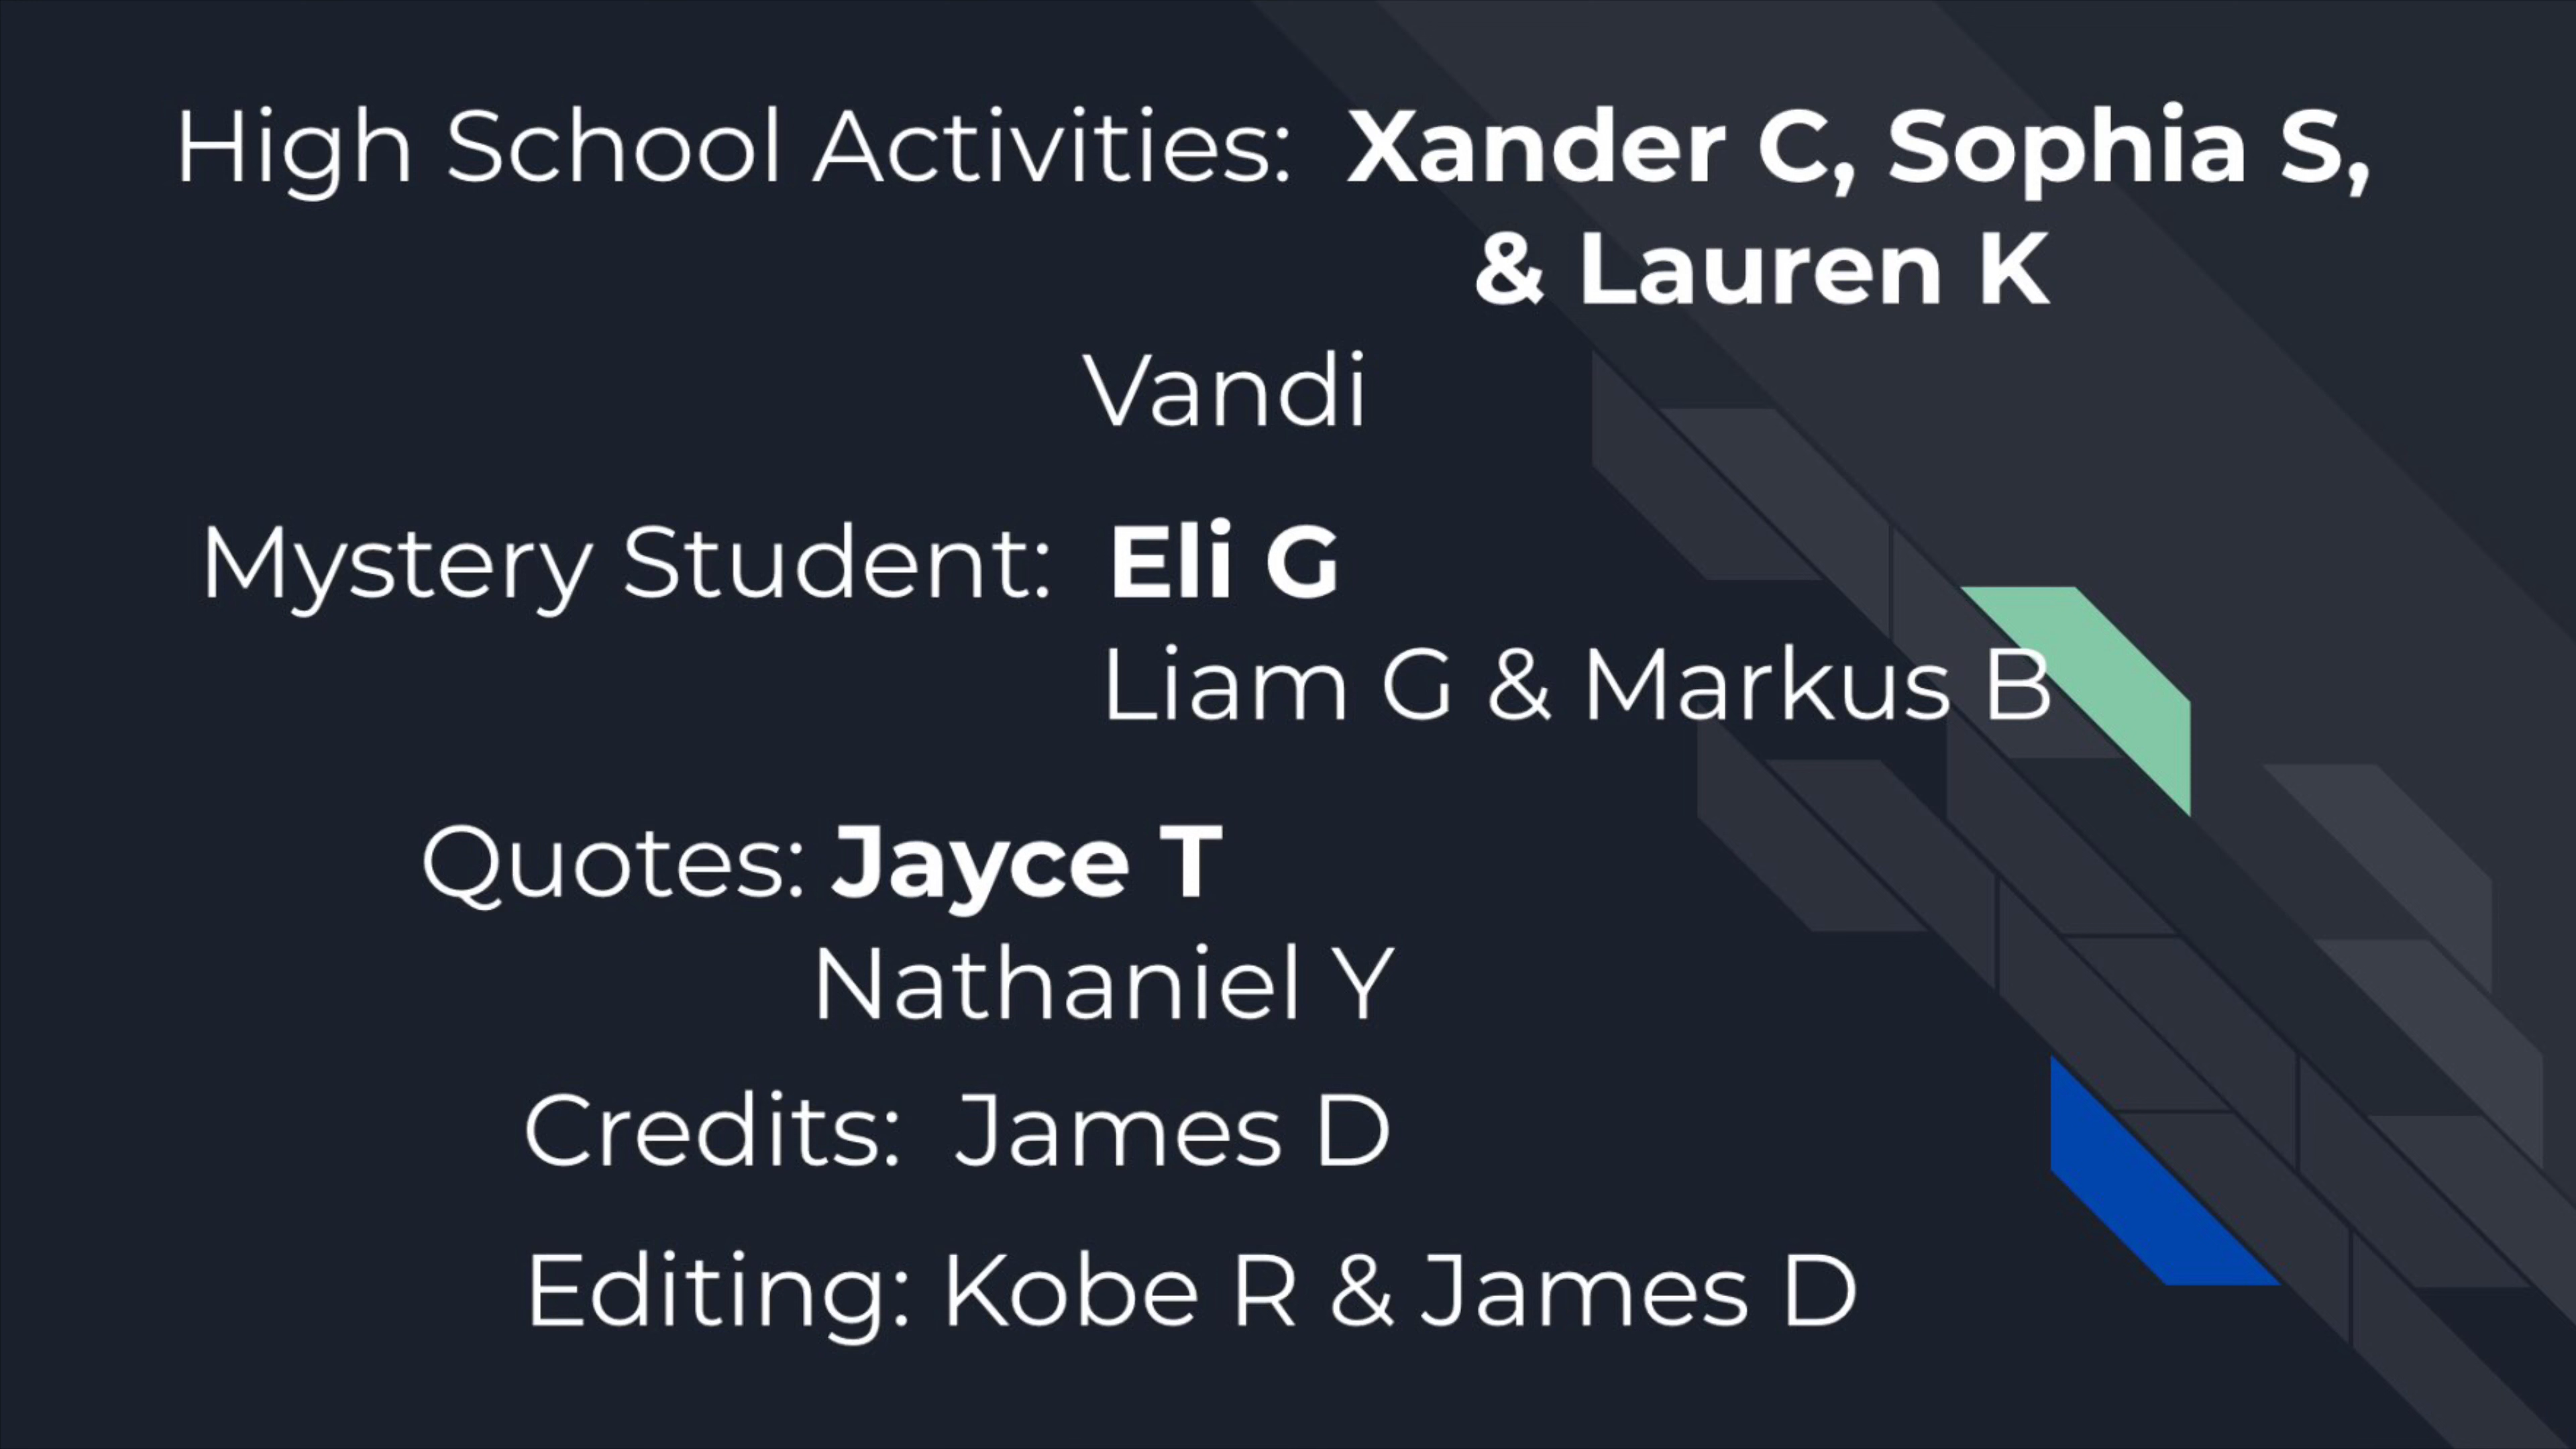 High School Activities: Xander C, Sophia S,
& Lauren K
Vandi
Mystery Student: Eli G
Liam G & Markus B
Quotes: Jayce T
Nathaniel Y
Credits: James D
Editing: Kobe R & James D